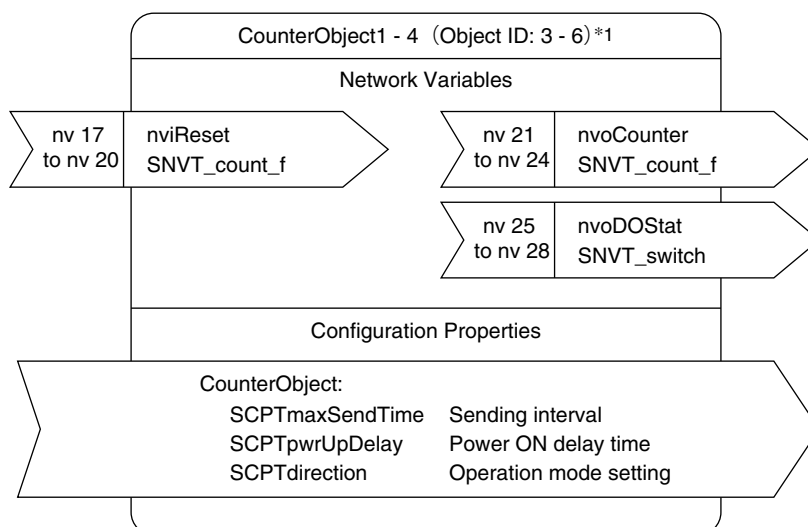 CounterObject1 - 4（Object ID: 3 - 6）*1
Network Variables
nv 17
to nv 20
nviReset
SNVT_count_f
nv 21
to nv 24
nvoCounter
SNVT_count_f
nv 25
to nv 28
nvoDOStat
SNVT_switch
Configuration Properties
CounterObject:
SCPTmaxSendTime Sending interval
SCPTpwrUpDelay Power ON delay time
SCPTdirection Operation mode setting